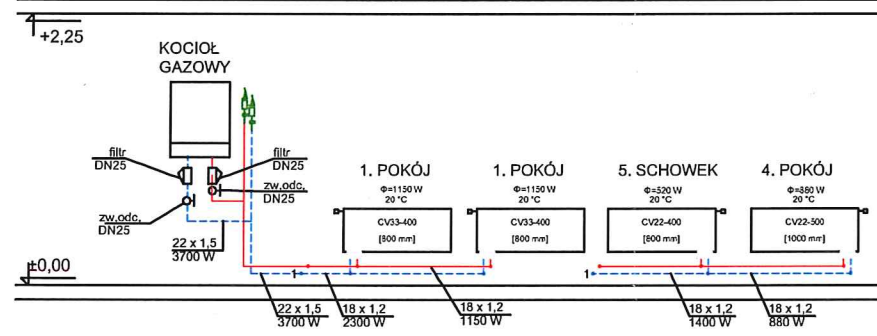 +2,25
KOCIOŁ
GAZOWY
filtr
DN25
filtr
DN25
zw.odc.
DN25
zw.odc.
DN25
22 x 1,5
3700 W
1. POKÓJ
Φ=1150 W
20 °C
CV33-400
[800 mm]
1. POKÓJ
Φ=1150 W
20 °C
CV33-400
[800 mm]
5. SCHOWEK
Φ=520 W
20 °C
CV22-400
[800 mm]
4. POKÓJ
Φ=880 W
20 °C
CV22-500
[1000 mm]
±0,00
1
1
22 x 1,5
3700 W
18 x 1,2
2300 W
18 x 1,2
1150 W
18 x 1,2
1400 W
18 x 1,2
880 W